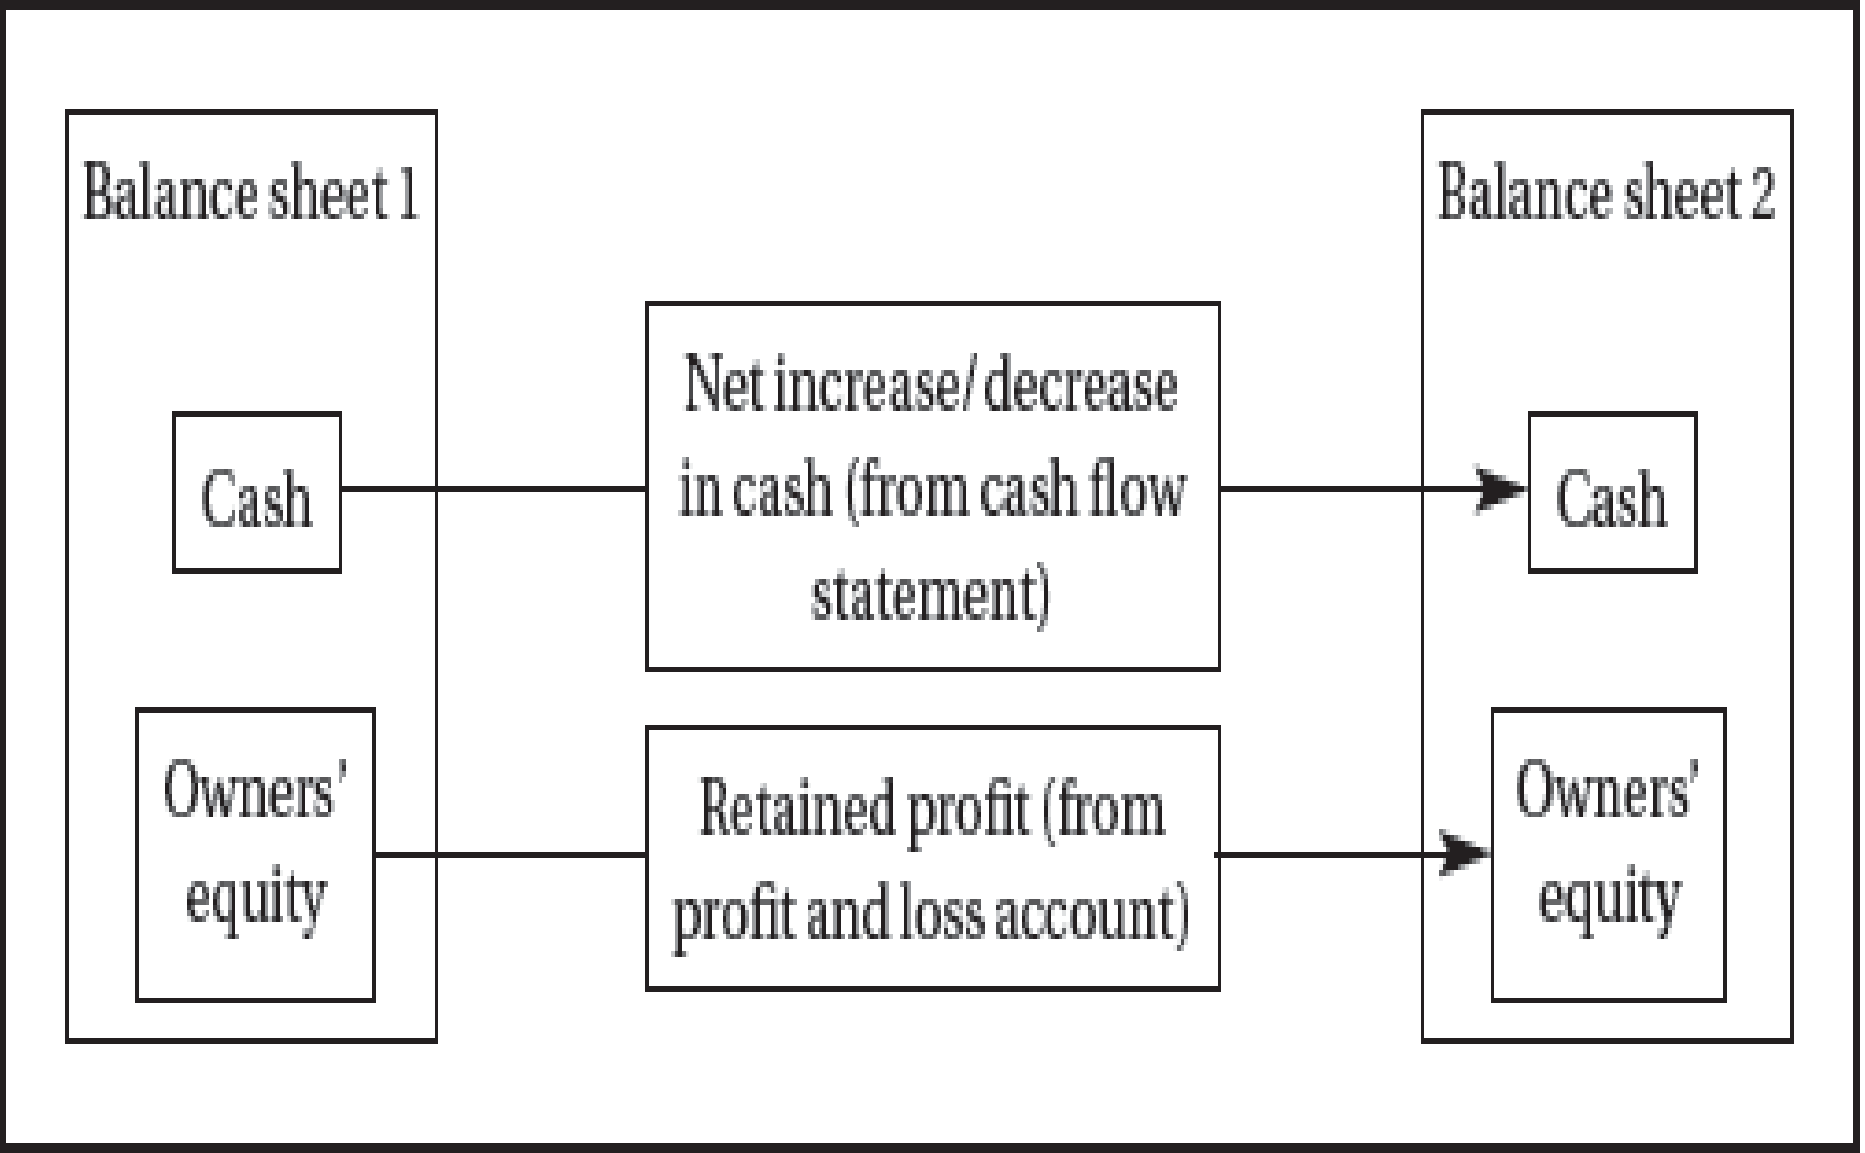 Balance sheet 1
Balance sheet 2
Net increase/decrease
in cash (from cash flow
statement)
Cash
Cash
Owners'
equity
Retained profit (from
profit and loss account)
Owners'
equity